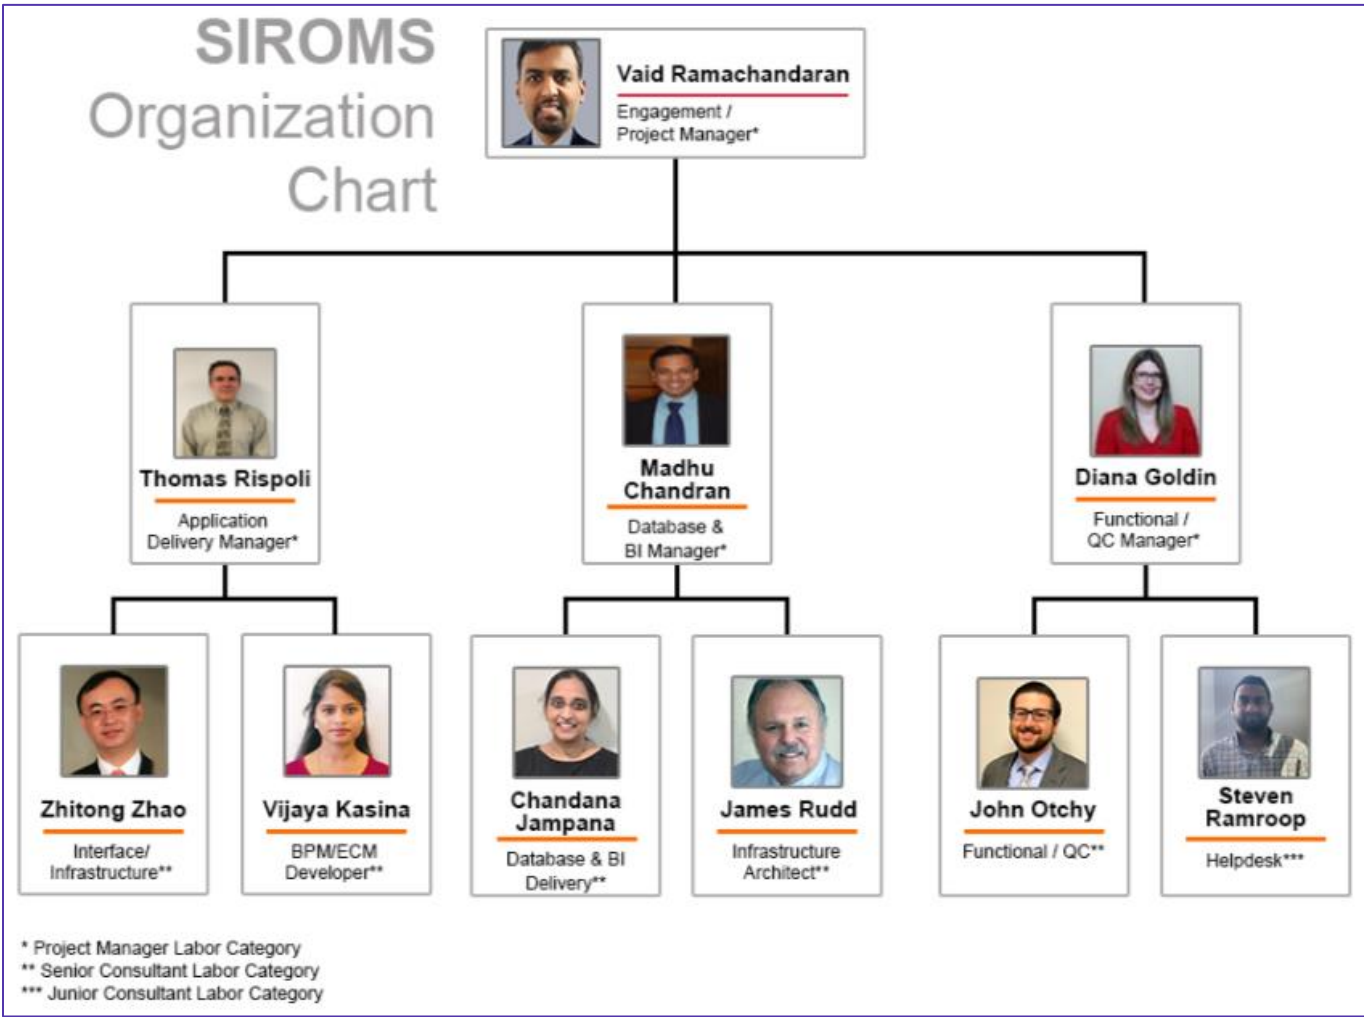 SIROMS
Organization
Chart
Vaid Ramachandaran
Engagement /
Project Manager*
Thomas Rispoli
Application
Delivery Manager*
Madhu
Chandran
Database &
BI Manager*
Diana Goldin
Functional /
QC Manager*
Zhitong Zhao
Interface/
Infrastructure**
Vijaya Kasina
BPM/ECM
Developer**
Chandana
Jampana
Database & BI
Delivery**
James Rudd
Infrastructure
Architect**
John Otchy
Functional / QC**
Steven
Ramroop
Helpdesk***
* Project Manager Labor Category
** Senior Consultant Labor Category
*** Junior Consultant Labor Category